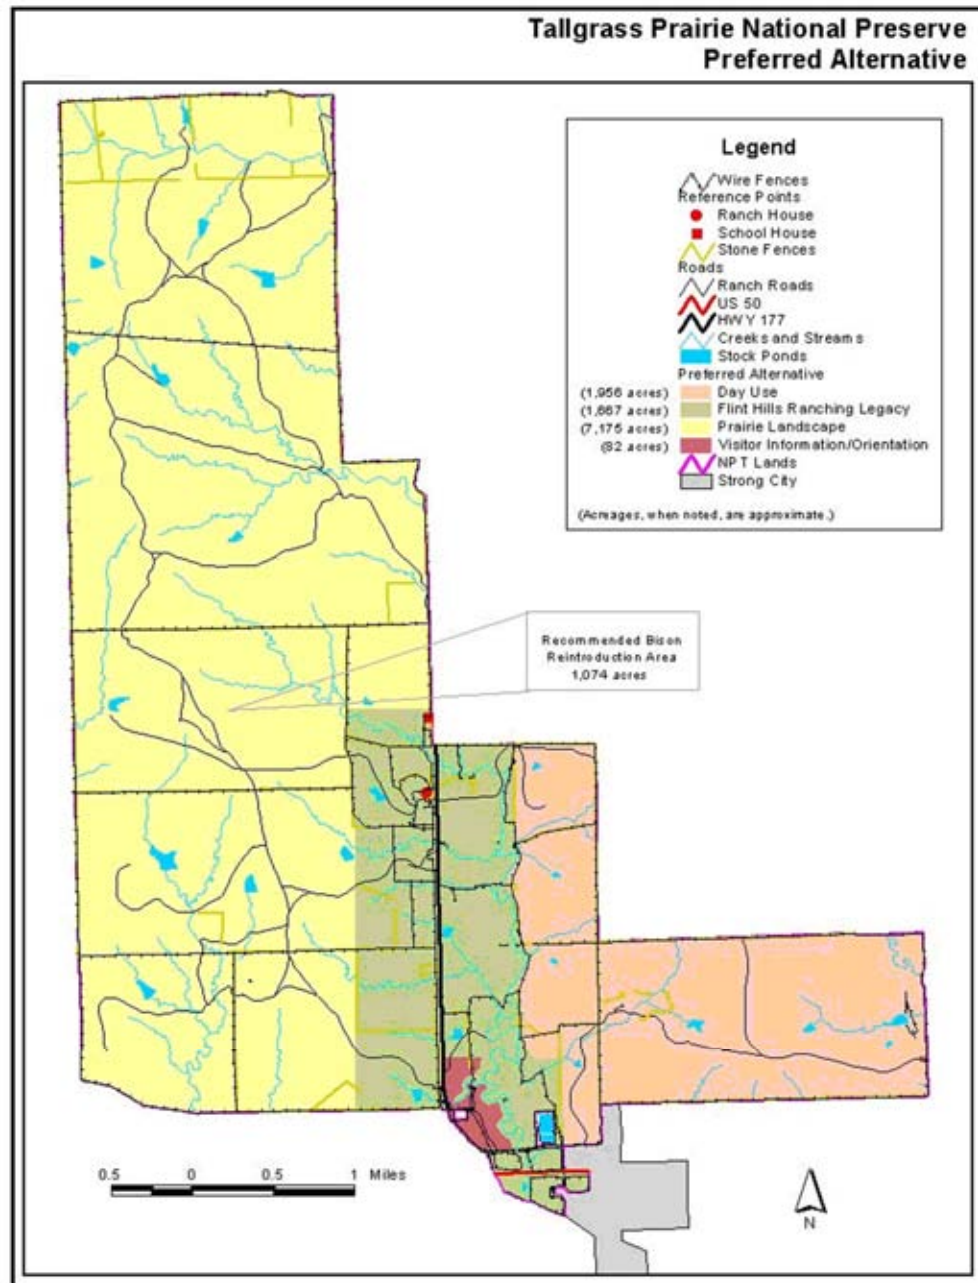 Tallgrass Prairie National Preserve
Preferred Alternative
Legend
Wire Fences
Reference Points
Ranch House
School House
Stone Fences
Roads
Ranch Roads
US 50
HWY 177
Creeks and Streams
Stock Ponds
Preferred Alternative
(1,956 acres) Day Use
(1,667 acres) Flint Hills Ranching Legacy
(7,175 acres) Prairie Landscape
(82 acres) Visitor Information/Orientation
NPT Lands
Strong City
(Acreages, when noted, are approximate.)
Recommended Bison
Reintroduction Area
1,074 acres
0.5 0 0.5 1 Miles
N